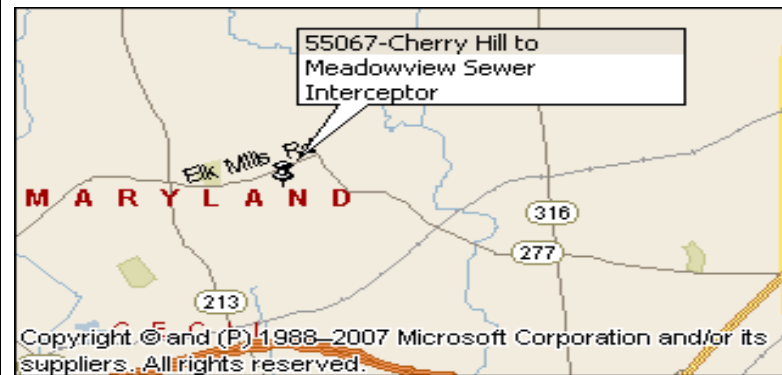 55067-Cherry Hill to
Meadowview Sewer
Interceptor
Elk Mills Rd
MARYLAND
316
277
213
CECIL
Copyright © and (P) 1988–2007 Microsoft Corporation and/or its
suppliers. All rights reserved.